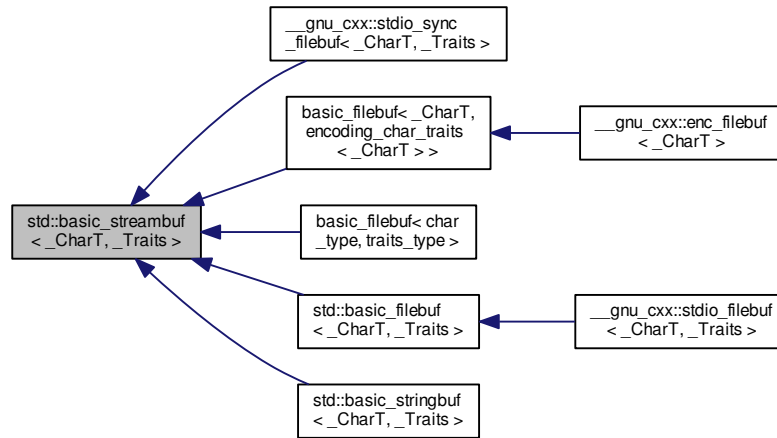 __gnu_cxx::stdio_sync
_filebuf< _CharT, _Traits >
basic_filebuf< _CharT,
encoding_char_traits
< _CharT > >
__gnu_cxx::enc_filebuf
< _CharT >
std::basic_streambuf
< _CharT, _Traits >
basic_filebuf< char
_type, traits_type >
std::basic_filebuf
< _CharT, _Traits >
__gnu_cxx::stdio_filebuf
< _CharT, _Traits >
std::basic_stringbuf
< _CharT, _Traits >